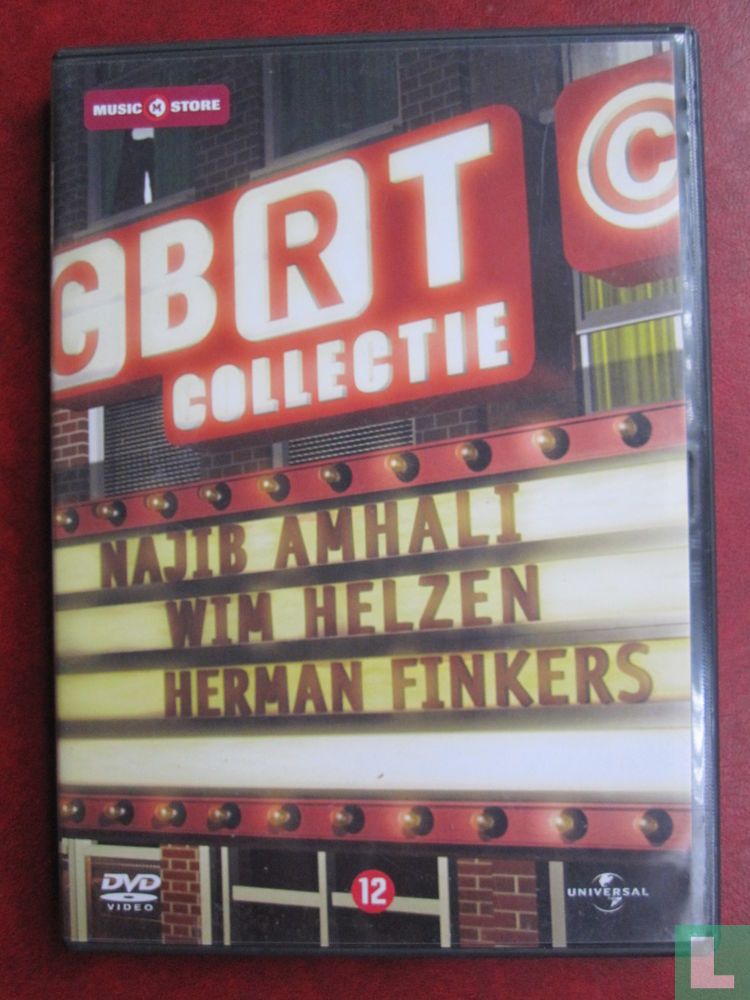 MUSIC M STORE
CBRT
C
COLLECTIE
NAJIB AMHALI
WIM HELZEN
HERMAN FINKERS
DVD
VIDEO
12
UNIVERSAL
L